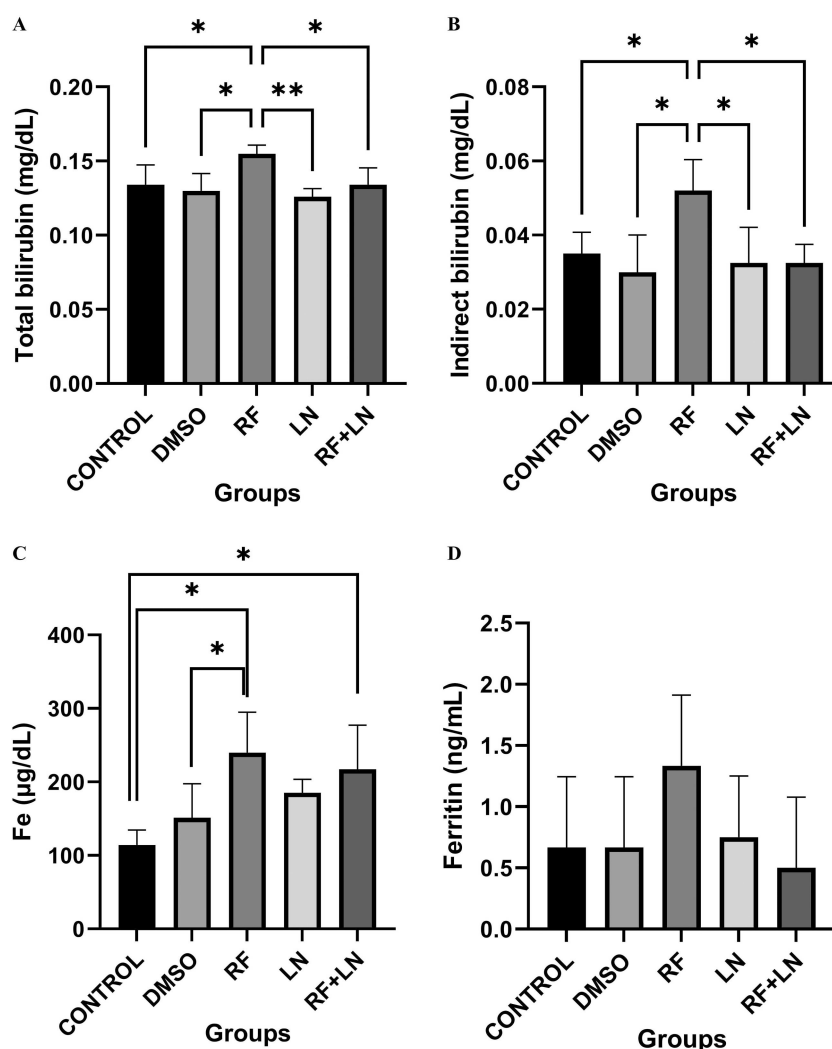 A
* *
* **
Total bilirubin (mg/dL)
0.20
0.15
0.10
0.05
0.00
CONTROL
DMSO
RF
LN
RF+LN
Groups
B
* *
* *
Indirect bilirubin (mg/dL)
0.08
0.06
0.04
0.02
0.00
CONTROL
DMSO
RF
LN
RF+LN
Groups
C
*
*
*
Fe (μg/dL)
400
300
200
100
0
CONTROL
DMSO
RF
LN
RF+LN
Groups
D
Ferritin (ng/mL)
2.5
2.0
1.5
1.0
0.5
0.0
CONTROL
DMSO
RF
LN
RF+LN
Groups